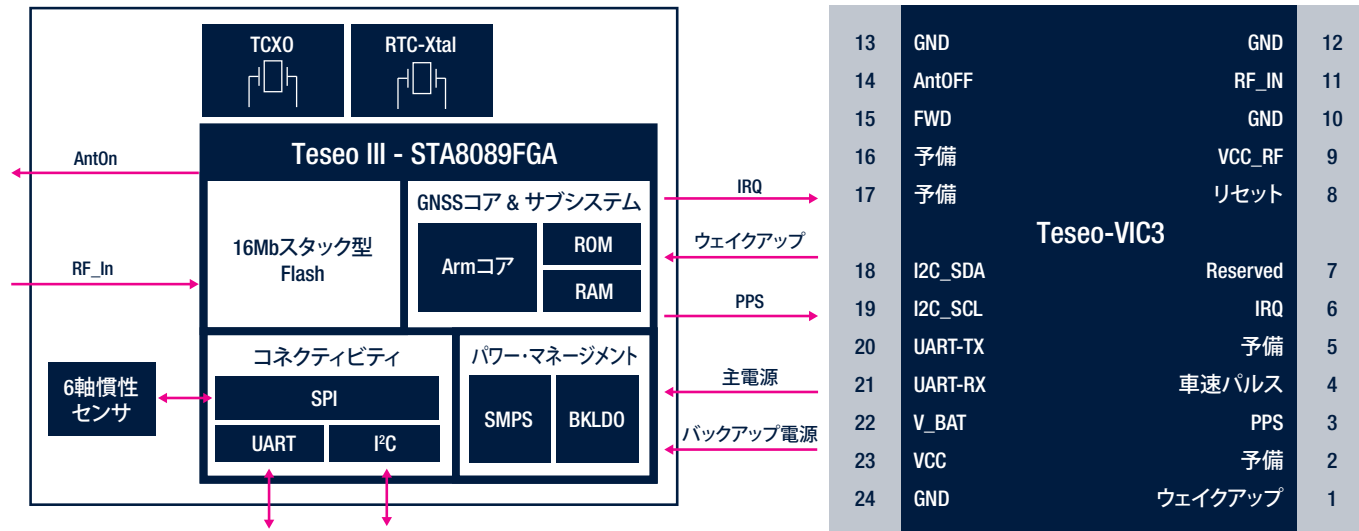 TCXO
RTC-Xtal
Teseo III - STA8089FGA
AntOn
RF_In
16Mbスタック型
Flash
GNSSコア & サブシステム
Armコア
ROM
RAM
IRQ
ウェイクアップ
PPS
主電源
バックアップ電源
6軸慣性
センサ
コネクティビティ
SPI
UART
I²C
パワー・マネージメント
SMPS
BKLDO
13 GND GND 12
14 AntOFF RF_IN 11
15 FWD GND 10
16 予備 VCC_RF 9
17 予備 リセット 8
Teseo-VIC3
18 I2C_SDA Reserved 7
19 I2C_SCL IRQ 6
20 UART-TX 予備 5
21 UART-RX 車速パルス 4
22 V_BAT PPS 3
23 VCC 予備 2
24 GND ウェイクアップ 1